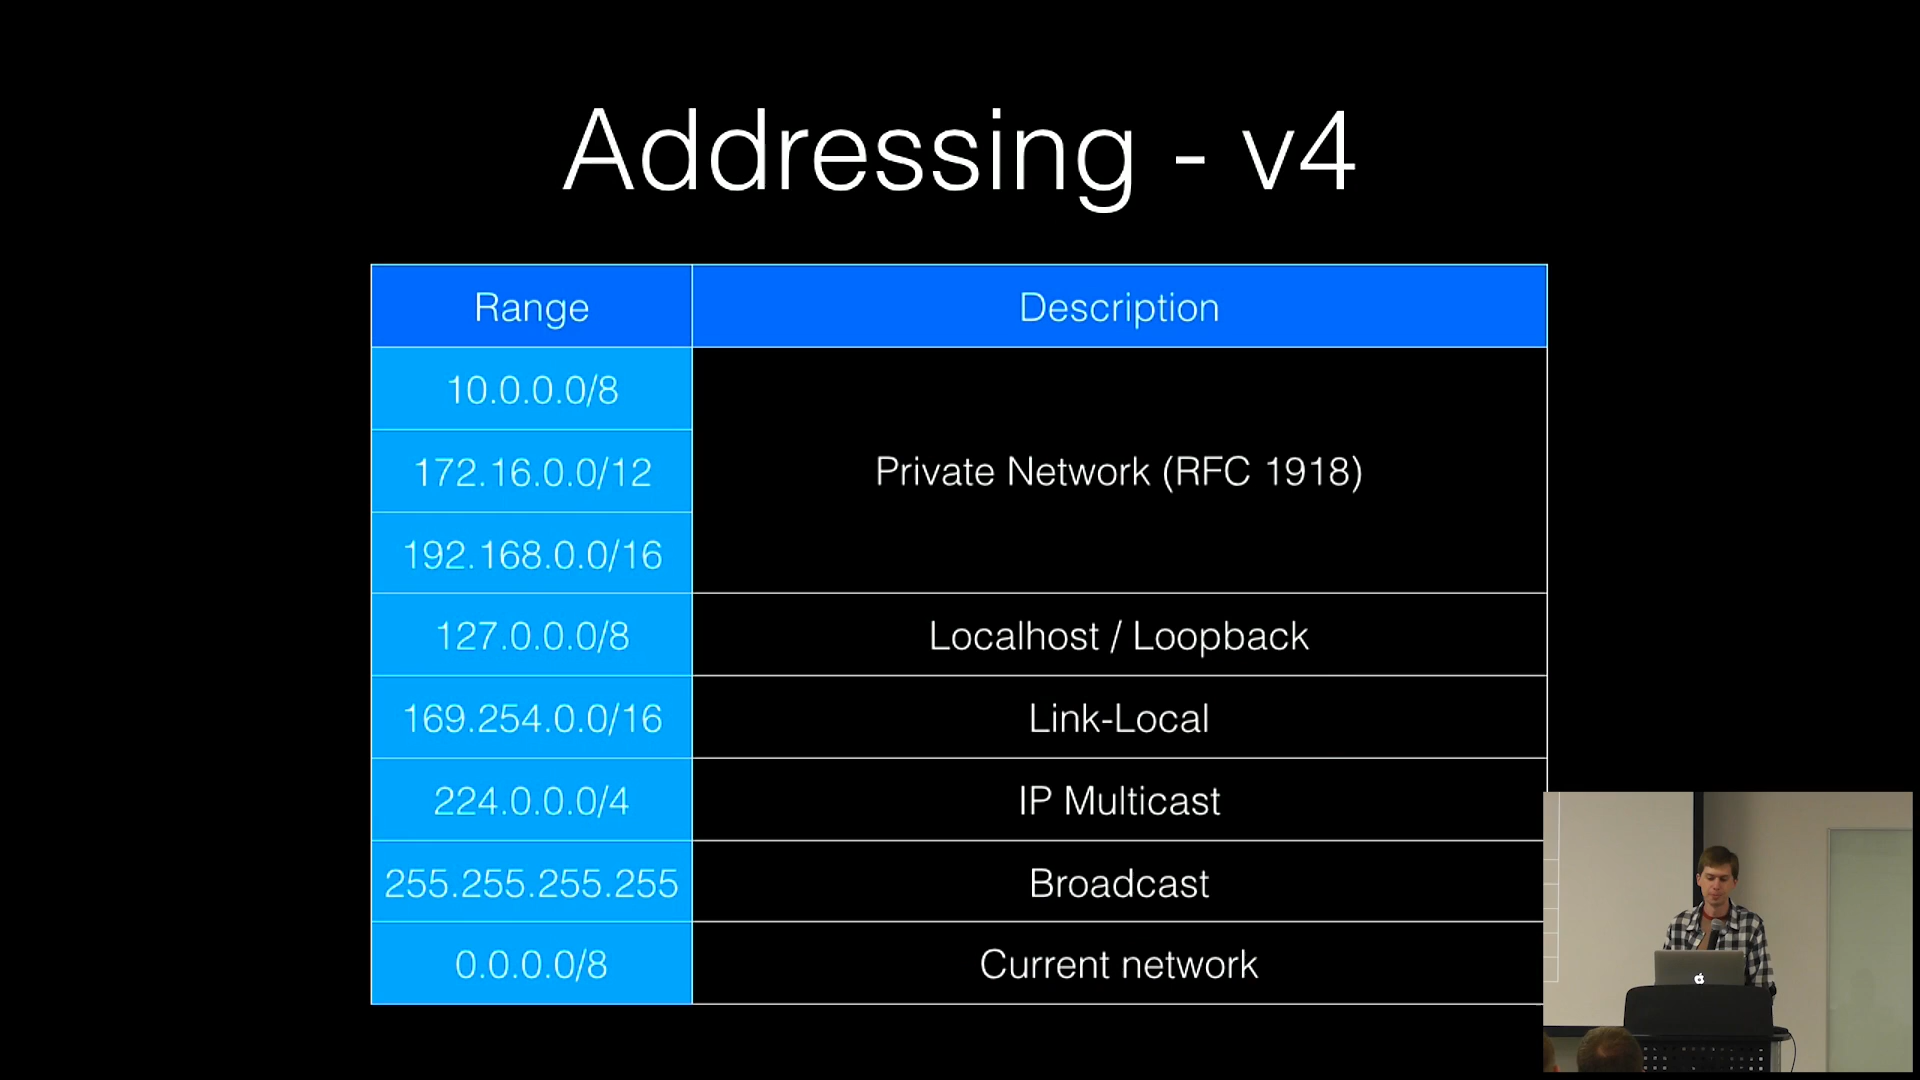 Addressing - v4
Range Description
10.0.0.0/8
172.16.0.0/12 Private Network (RFC 1918)
192.168.0.0/16
127.0.0.0/8 Localhost / Loopback
169.254.0.0/16 Link-Local
224.0.0.0/4 IP Multicast
255.255.255.255 Broadcast
0.0.0.0/8 Current network